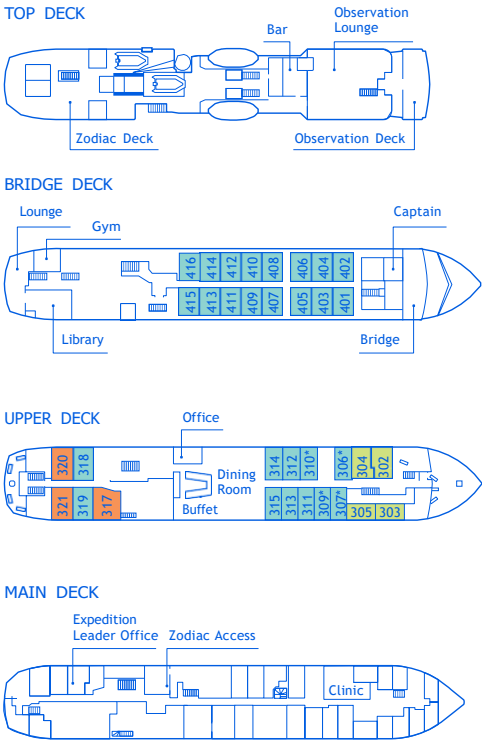 TOP DECK
Observation
Lounge
Bar
Zodiac Deck
Observation Deck
BRIDGE DECK
Lounge
Gym
Captain
416 414 412 410 408 406 404 402
415 413 411 409 407 405 403 401
Library
Bridge
UPPER DECK
Office
320 318
314 312 310* 306* 304 302
Dining
Room
Buffet
321 319 317
315 313 311 309* 307* 305 303
MAIN DECK
Expedition
Leader Office
Zodiac Access
Clinic